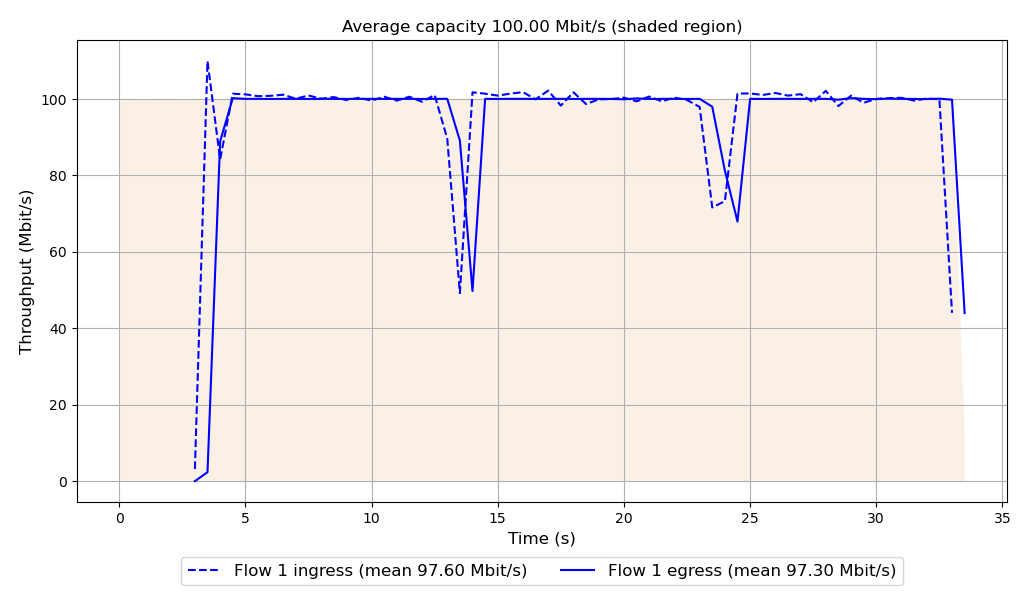 Average capacity 100.00 Mbit/s (shaded region)
Throughput (Mbit/s)
100
80
60
40
20
0
0 5 10 15 20 25 30 35
Time (s)
Flow 1 ingress (mean 97.60 Mbit/s) Flow 1 egress (mean 97.30 Mbit/s)